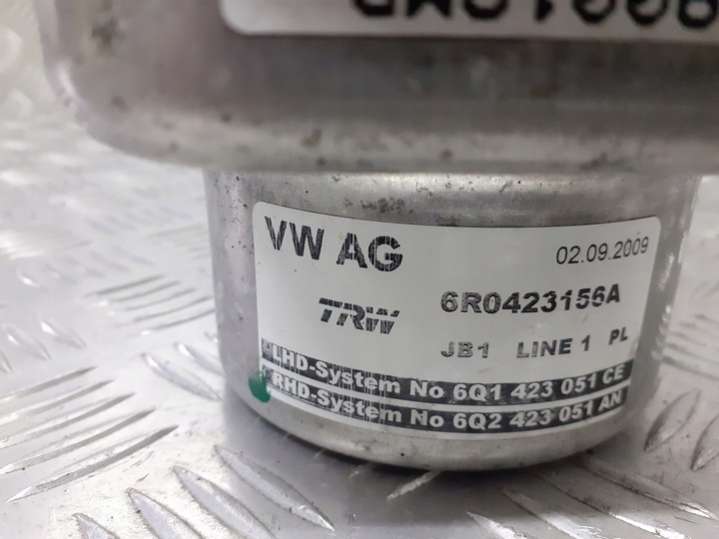 VW AG
02.09.2009
TRW
6R0423156A
JB1 LINE 1 PL
LHD-System No 6Q1 423 051 CE
RHD-System No 6Q2 423 051 AN